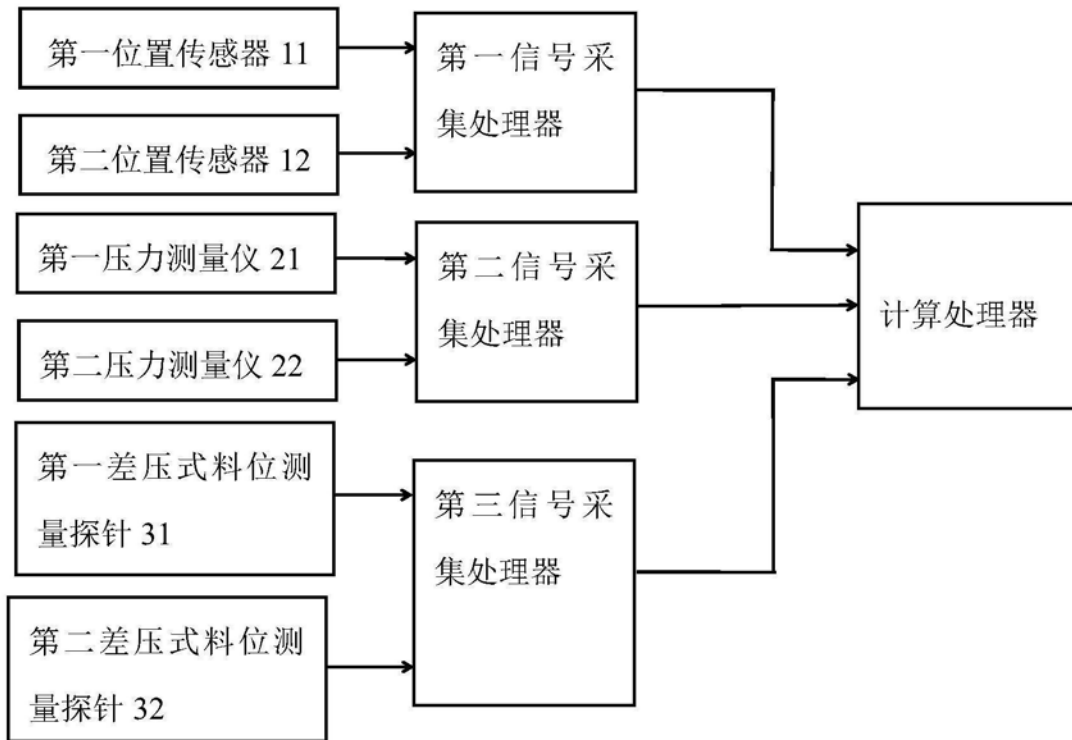 第一位置传感器 11
第二位置传感器 12
第一压力测量仪 21
第二压力测量仪 22
第一差压式料位测
量探针 31
第二差压式料位测
量探针 32
第一信号采
集处理器
第二信号采
集处理器
第三信号采
集处理器
计算处理器